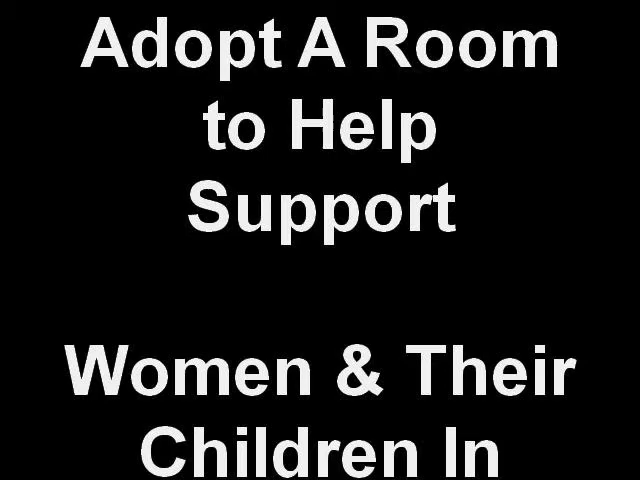 Adopt A Room
to Help
Support
Women & Their
Children In